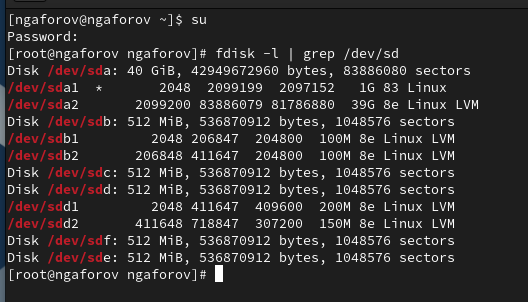 [ngaforov@ngaforov ~]$ su
Password:
[root@ngaforov ngaforov]# fdisk -l | grep /dev/sd
Disk /dev/sda: 40 GiB, 42949672960 bytes, 83886080 sectors
/dev/sda1  *       2048  2099199  2097152   1G 83 Linux
/dev/sda2       2099200 83886079 81786880  39G 8e Linux LVM
Disk /dev/sdb: 512 MiB, 536870912 bytes, 1048576 sectors
/dev/sdb1         2048 206847  204800  100M 8e Linux LVM
/dev/sdb2       206848 411647  204800  100M 8e Linux LVM
Disk /dev/sdc: 512 MiB, 536870912 bytes, 1048576 sectors
Disk /dev/sdd: 512 MiB, 536870912 bytes, 1048576 sectors
/dev/sdd1         2048 411647  409600  200M 8e Linux LVM
/dev/sdd2       411648 718847  307200  150M 8e Linux LVM
Disk /dev/sdf: 512 MiB, 536870912 bytes, 1048576 sectors
Disk /dev/sde: 512 MiB, 536870912 bytes, 1048576 sectors
[root@ngaforov ngaforov]#